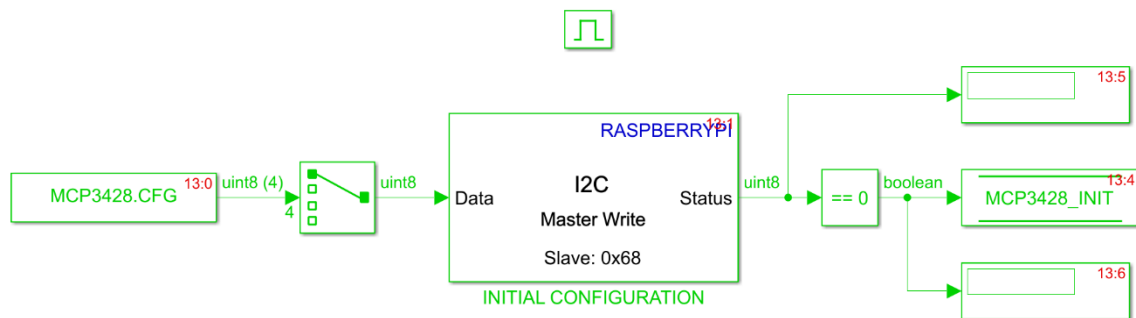 13:5
RASPBERRYPI
13:1
13:0
MCP3428.CFG
uint8 (4)
4
uint8
Data
I2C
Master Write
Slave: 0x68
Status
uint8
== 0
boolean
13:4
MCP3428_INIT
INITIAL CONFIGURATION
13:6